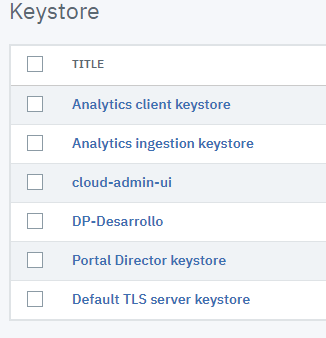 Keystore
TITLE
Analytics client keystore
Analytics ingestion keystore
cloud-admin-ui
DP-Desarrollo
Portal Director keystore
Default TLS server keystore